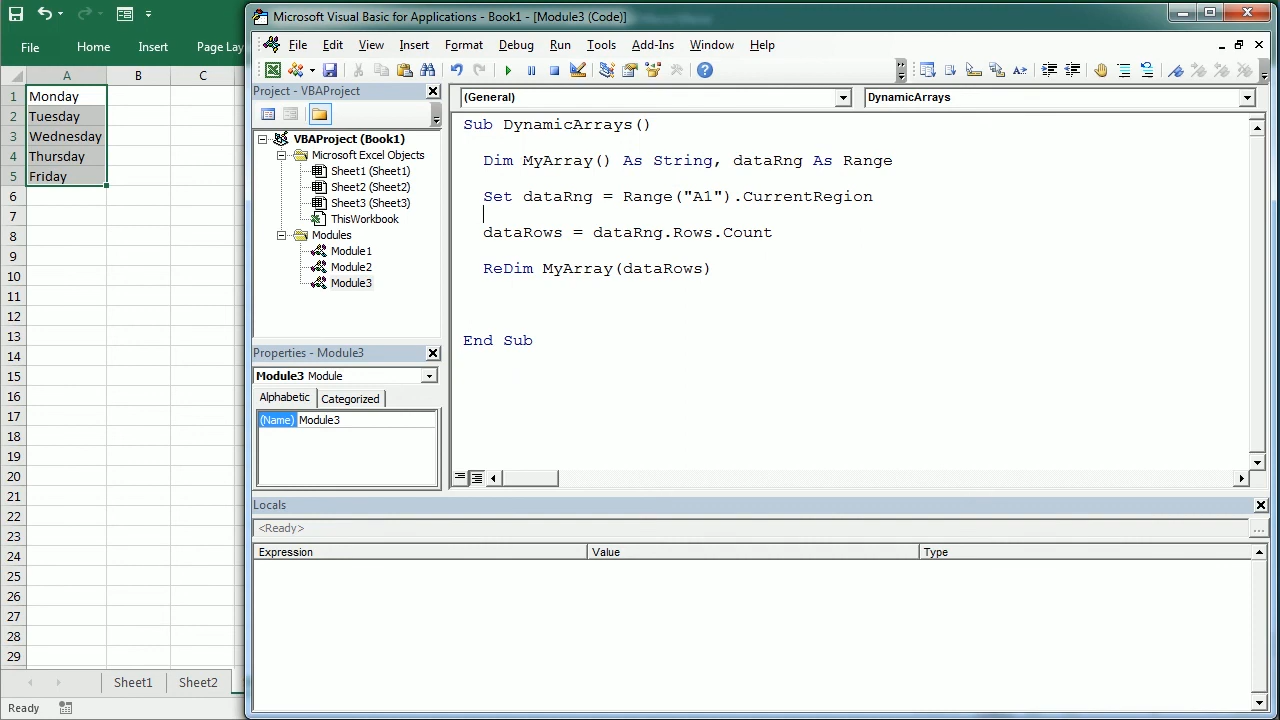 Microsoft Visual Basic for Applications - Book1 - [Module3 (Code)]
File Home Insert Page Lay
File Edit View Insert Format Debug Run Tools Add-Ins Window Help
A B C
1 Monday
2 Tuesday
3 Wednesday
4 Thursday
5 Friday
6
7
8
9
10
11
12
13
14
15
16
17
18
19
20
21
22
23
24
25
26
27
28
29
Sheet1 Sheet2
Ready
Project - VBAProject
VBAProject (Book1)
Microsoft Excel Objects
Sheet1 (Sheet1)
Sheet2 (Sheet2)
Sheet3 (Sheet3)
ThisWorkbook
Modules
Module1
Module2
Module3
Properties - Module3
Module3 Module
Alphabetic Categorized
(Name) Module3
(General) DynamicArrays
Sub DynamicArrays()
Dim MyArray() As String, dataRng As Range
Set dataRng = Range("A1").CurrentRegion
dataRows = dataRng.Rows.Count
ReDim MyArray(dataRows)
End Sub
Locals
<Ready>
Expression Value Type